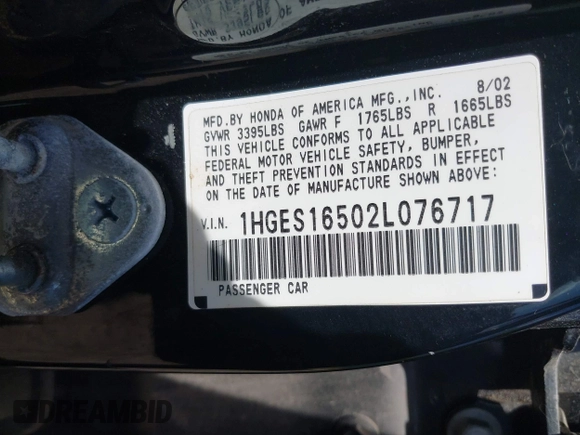 MFD.BY HONDA OF AMERICA MFG.,INC. 8/02
GVWR 3395LBS GAWR F 1765LBS R 1665LBS
THIS VEHICLE CONFORMS TO ALL APPLICABLE
FEDERAL MOTOR VEHICLE SAFETY, BUMPER,
AND THEFT PREVENTION STANDARDS IN EFFECT
ON THE DATE OF MANUFACTURE SHOWN ABOVE:
V.I.N. 1HGES16502L076717
PASSENGER CAR
DREAMBID